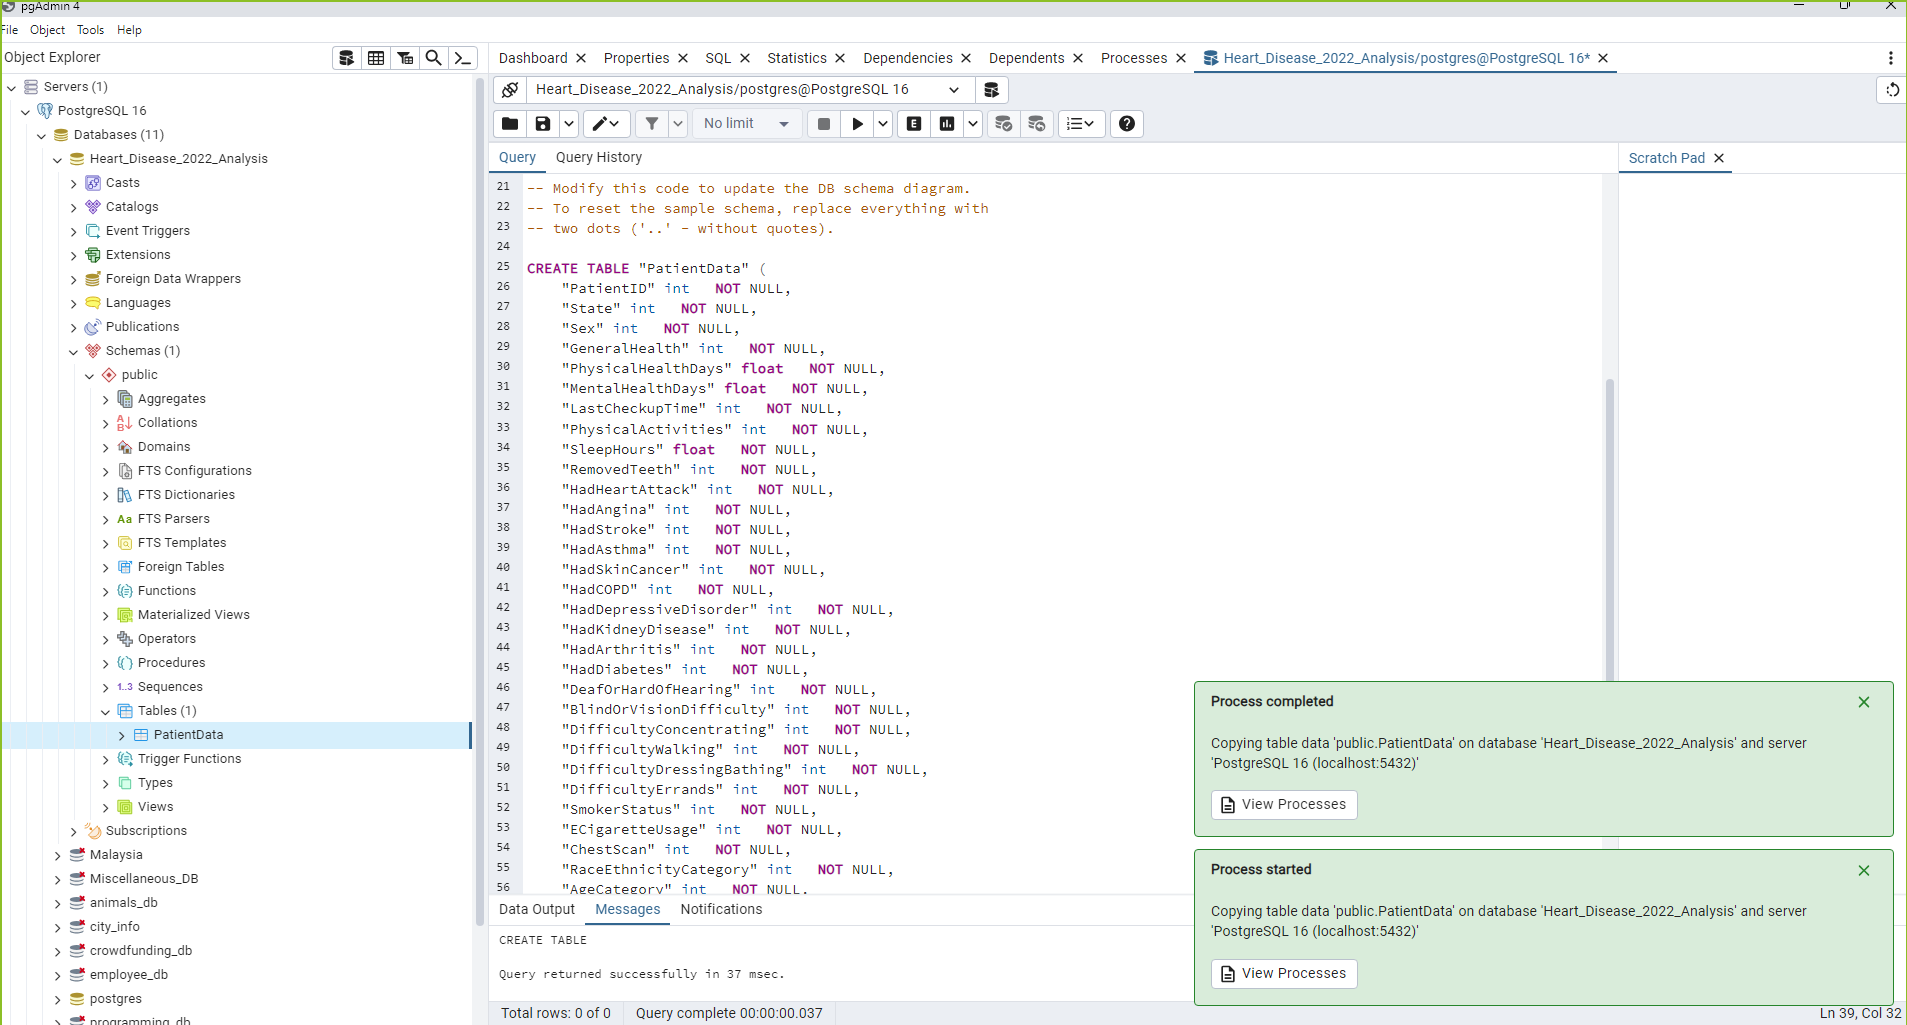 pgAdmin 4
File Object Tools Help
Object Explorer
Servers (1)
PostgreSQL 16
Databases (11)
Heart_Disease_2022_Analysis
Casts
Catalogs
Event Triggers
Extensions
Foreign Data Wrappers
Languages
Publications
Schemas (1)
public
Aggregates
Collations
Domains
FTS Configurations
FTS Dictionaries
Aa FTS Parsers
FTS Templates
Foreign Tables
Functions
Materialized Views
Operators
Procedures
1..3 Sequences
Tables (1)
PatientData
Trigger Functions
Types
Views
Subscriptions
Malaysia
Miscellaneous_DB
animals_db
city_info
crowdfunding_db
employee_db
postgres
programming_db
Dashboard Properties SQL Statistics Dependencies Dependents Processes Heart_Disease_2022_Analysis/postgres@PostgreSQL 16*
Heart_Disease_2022_Analysis/postgres@PostgreSQL 16
No limit E
Query Query History
21 -- Modify this code to update the DB schema diagram.
22 -- To reset the sample schema, replace everything with
23 -- two dots ('..' - without quotes).
24
25 CREATE TABLE "PatientData" (
26 "PatientID" int NOT NULL,
27 "State" int NOT NULL,
28 "Sex" int NOT NULL,
29 "GeneralHealth" int NOT NULL,
30 "PhysicalHealthDays" float NOT NULL,
31 "MentalHealthDays" float NOT NULL,
32 "LastCheckupTime" int NOT NULL,
33 "PhysicalActivities" int NOT NULL,
34 "SleepHours" float NOT NULL,
35 "RemovedTeeth" int NOT NULL,
36 "HadHeartAttack" int NOT NULL,
37 "HadAngina" int NOT NULL,
38 "HadStroke" int NOT NULL,
39 "HadAsthma" int NOT NULL,
40 "HadSkinCancer" int NOT NULL,
41 "HadCOPD" int NOT NULL,
42 "HadDepressiveDisorder" int NOT NULL,
43 "HadKidneyDisease" int NOT NULL,
44 "HadArthritis" int NOT NULL,
45 "HadDiabetes" int NOT NULL,
46 "DeafOrHardOfHearing" int NOT NULL,
47 "BlindOrVisionDifficulty" int NOT NULL,
48 "DifficultyConcentrating" int NOT NULL,
49 "DifficultyWalking" int NOT NULL,
50 "DifficultyDressingBathing" int NOT NULL,
51 "DifficultyErrands" int NOT NULL,
52 "SmokerStatus" int NOT NULL,
53 "ECigaretteUsage" int NOT NULL,
54 "ChestScan" int NOT NULL,
55 "RaceEthnicityCategory" int NOT NULL,
56 "AgeCategory" int NOT NULL,
Scratch Pad
Data Output Messages Notifications
CREATE TABLE
Query returned successfully in 37 msec.
Process completed
Copying table data 'public.PatientData' on database 'Heart_Disease_2022_Analysis' and server
'PostgreSQL 16 (localhost:5432)'
View Processes
Process started
Copying table data 'public.PatientData' on database 'Heart_Disease_2022_Analysis' and server
'PostgreSQL 16 (localhost:5432)'
View Processes
Total rows: 0 of 0 Query complete 00:00:00.037 Ln 39, Col 32